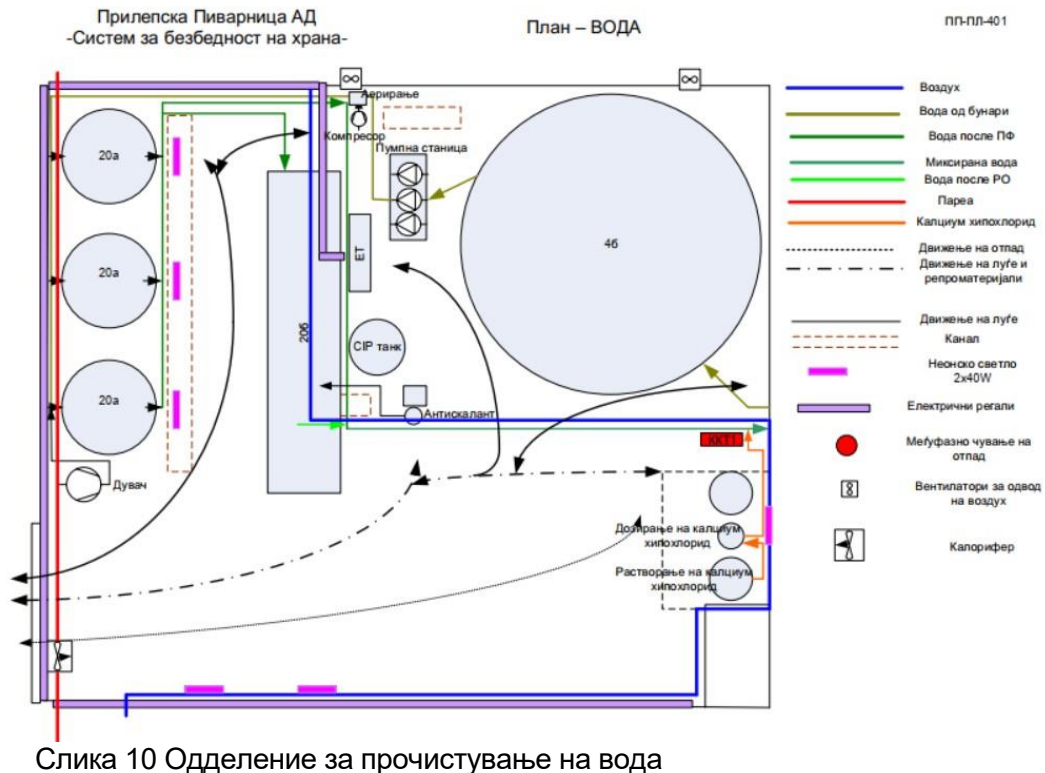 Прилепска Пиварница АД
-Систем за безбедност на храна-
План – ВОДА
ПП-ПЛ-401
Аерирање
Компресор
Пумпна станица
20а
20а
20а
20б
ЕТ
4б
CIP танк
Антискалант
ККТ1
Дувач
Дозирање на калциум
хипохлорид
Растворање на калциум
хипохлорид
Воздух
Вода од бунари
Вода после ПФ
Миксирана вода
Вода после РО
Пареа
Калциум хипохлорид
Движење на отпад
Движење на луѓе и
репроматеријали
Движење на луѓе
Канал
Неонско светло
2x40W
Електрични регали
Меѓуфазно чување на
отпад
Вентилатори за одвод
на воздух
Калорифер
Слика 10 Одделение за прочистување на вода